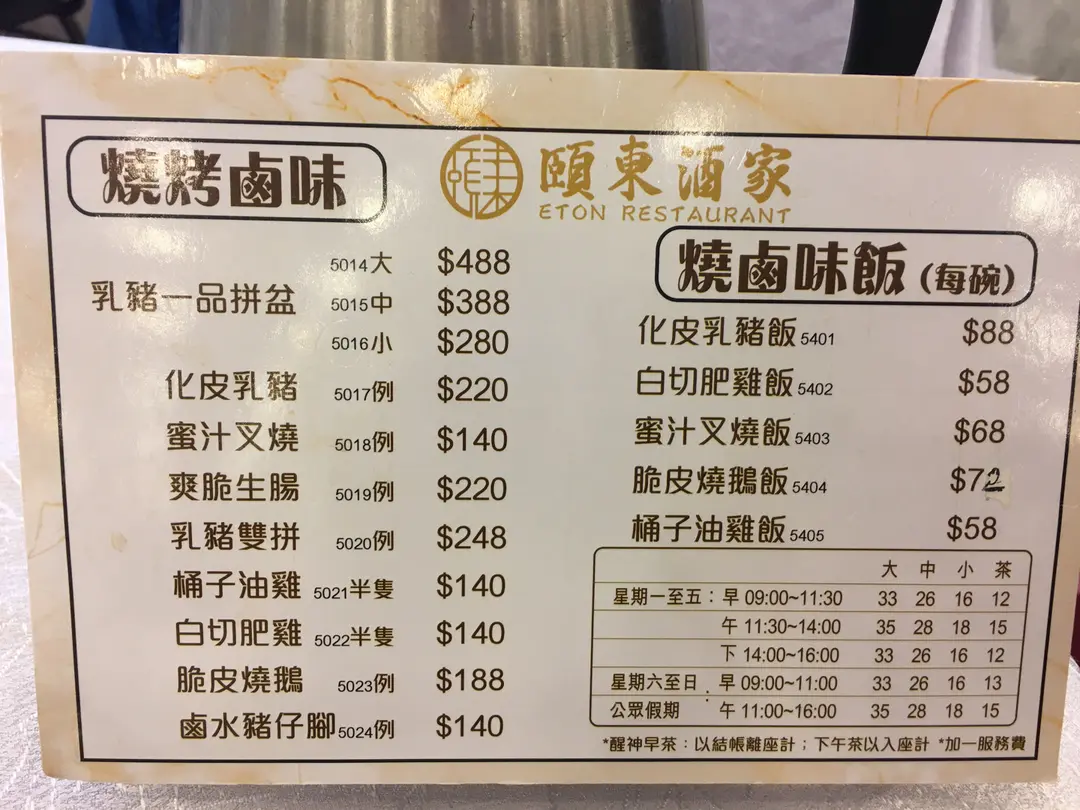 燒烤鹵味
頤東酒家
ETON RESTAURANT
5014大 $488
乳豬一品拼盆 5015中 $388
5016小 $280
化皮乳豬 5017例 $220
蜜汁叉燒 5018例 $140
爽脆生腸 5019例 $220
乳豬雙拼 5020例 $248
桶子油雞 5021半隻 $140
白切肥雞 5022半隻 $140
脆皮燒鵝 5023例 $188
鹵水豬仔腳 5024例 $140
燒鹵味飯(每碗)
化皮乳豬飯 5401 $88
白切肥雞飯 5402 $58
蜜汁叉燒飯 5403 $68
脆皮燒鵝飯 5404 $72
桶子油雞飯 5405 $58
大 中 小 茶
星期一至五：早 09:00~11:30 33 26 16 12
午 11:30~14:00 35 28 18 15
下 14:00~16:00 33 26 16 12
星期六至日 早 09:00~11:00 33 26 16 13
公眾假期 午 11:00~16:00 35 28 18 15
*醒神早茶：以結帳離座計；下午茶以入座計 *加一服務費